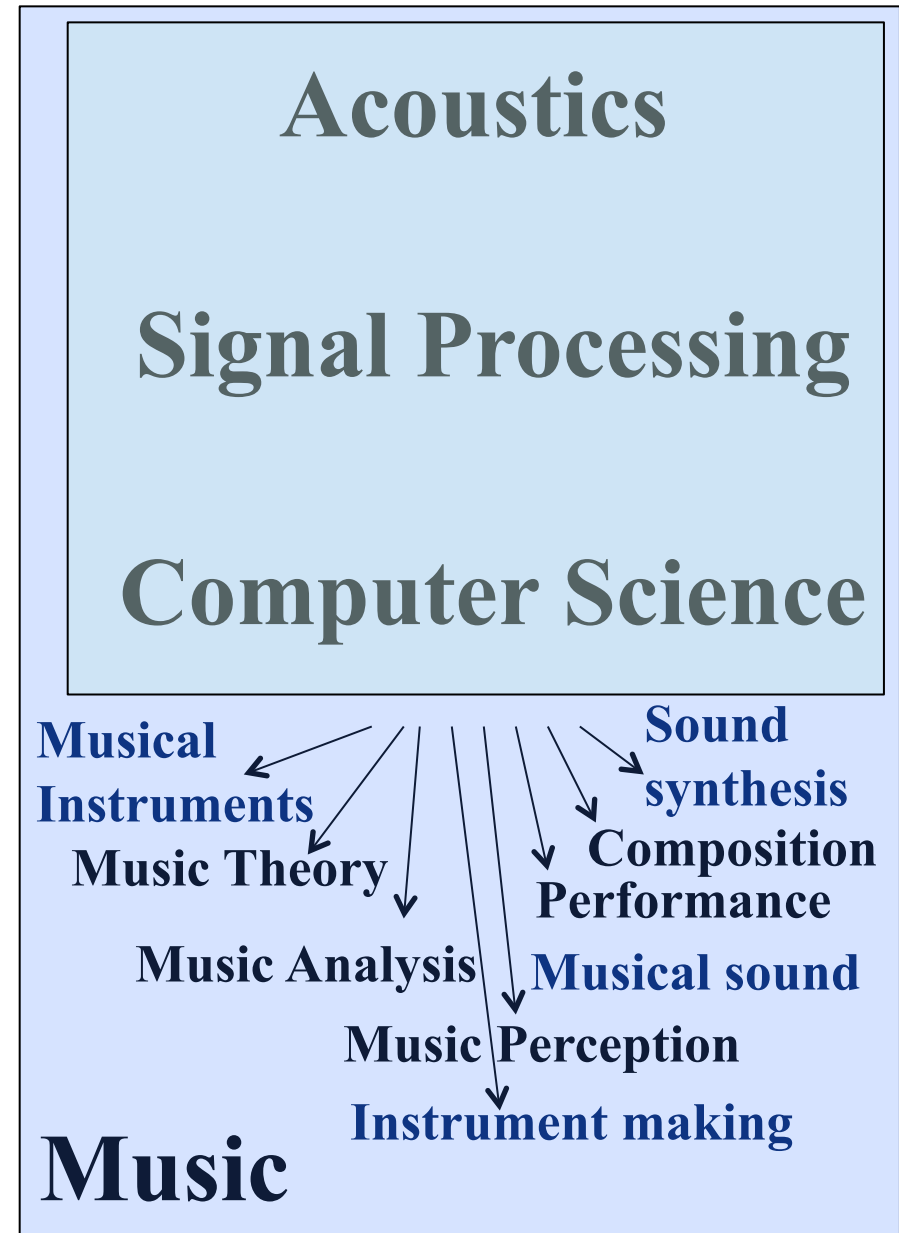 Acoustics
Signal Processing
Computer Science
Musical
Instruments
Sound
synthesis
Music Theory
Composition
Performance
Music Analysis
Musical sound
Music Perception
Instrument making
Music